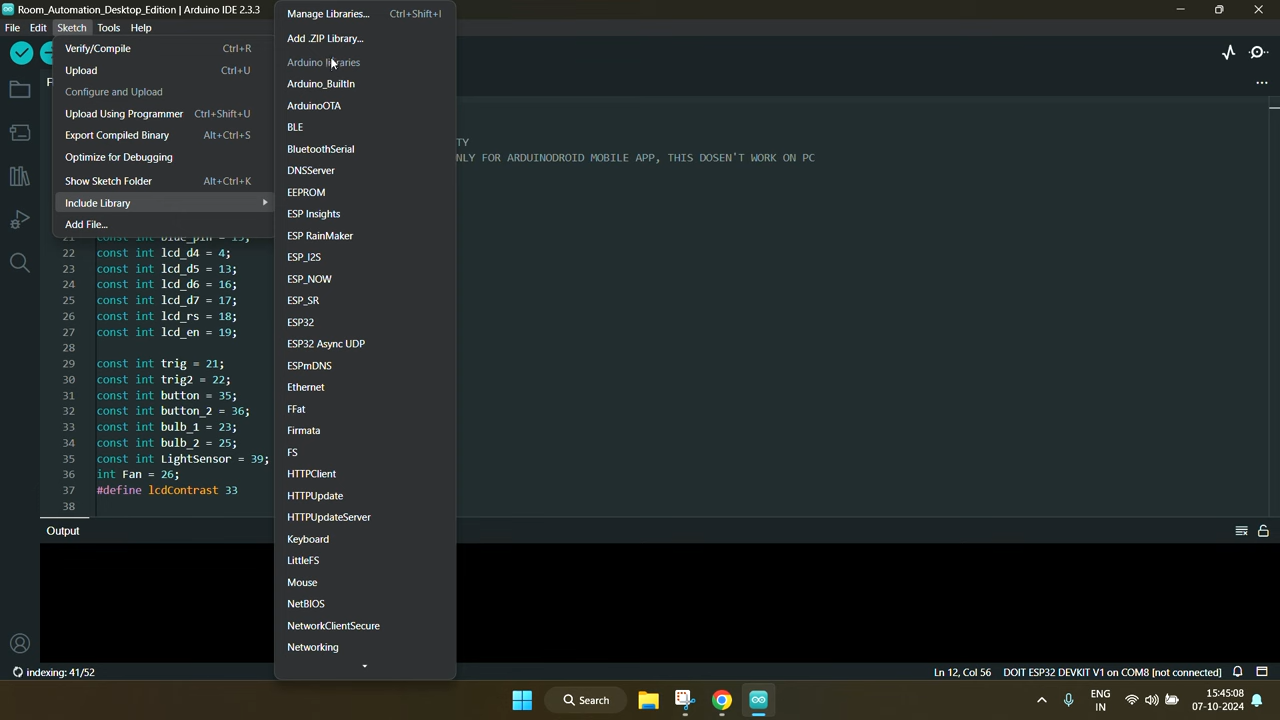 Room_Automation_Desktop_Edition | Arduino IDE 2.3.3
File Edit Sketch Tools Help
Verify/Compile Ctrl+R
Upload Ctrl+U
Configure and Upload
Upload Using Programmer Ctrl+Shift+U
Export Compiled Binary Alt+Ctrl+S
Optimize for Debugging
Show Sketch Folder Alt+Ctrl+K
Include Library
Add File...
Manage Libraries... Ctrl+Shift+I
Add .ZIP Library...
Arduino libraries
Arduino_BuiltIn
ArduinoOTA
BLE
BluetoothSerial
DNSServer
EEPROM
ESP Insights
ESP RainMaker
ESP_I2S
ESP_NOW
ESP_SR
ESP32
ESP32 Async UDP
ESPmDNS
Ethernet
FFat
Firmata
FS
HTTPClient
HTTPUpdate
HTTPUpdateServer
Keyboard
LittleFS
Mouse
NetBIOS
NetworkClientSecure
Networking
TY
NLY FOR ARDUINODROID MOBILE APP, THIS DOSEN'T WORK ON PC
21 const int blue_pin = 15;
22 const int lcd_d4 = 4;
23 const int lcd_d5 = 13;
24 const int lcd_d6 = 16;
25 const int lcd_d7 = 17;
26 const int lcd_rs = 18;
27 const int lcd_en = 19;
28
29 const int trig = 21;
30 const int trig2 = 22;
31 const int button = 35;
32 const int button_2 = 36;
33 const int bulb_1 = 23;
34 const int bulb_2 = 25;
35 const int LightSensor = 39;
36 int Fan = 26;
37 #define lcdContrast 33
38
Output
indexing: 41/52
Ln 12, Col 56 DOIT ESP32 DEVKIT V1 on COM8 [not connected]
Search
ENG
IN
15:45:08
07-10-2024